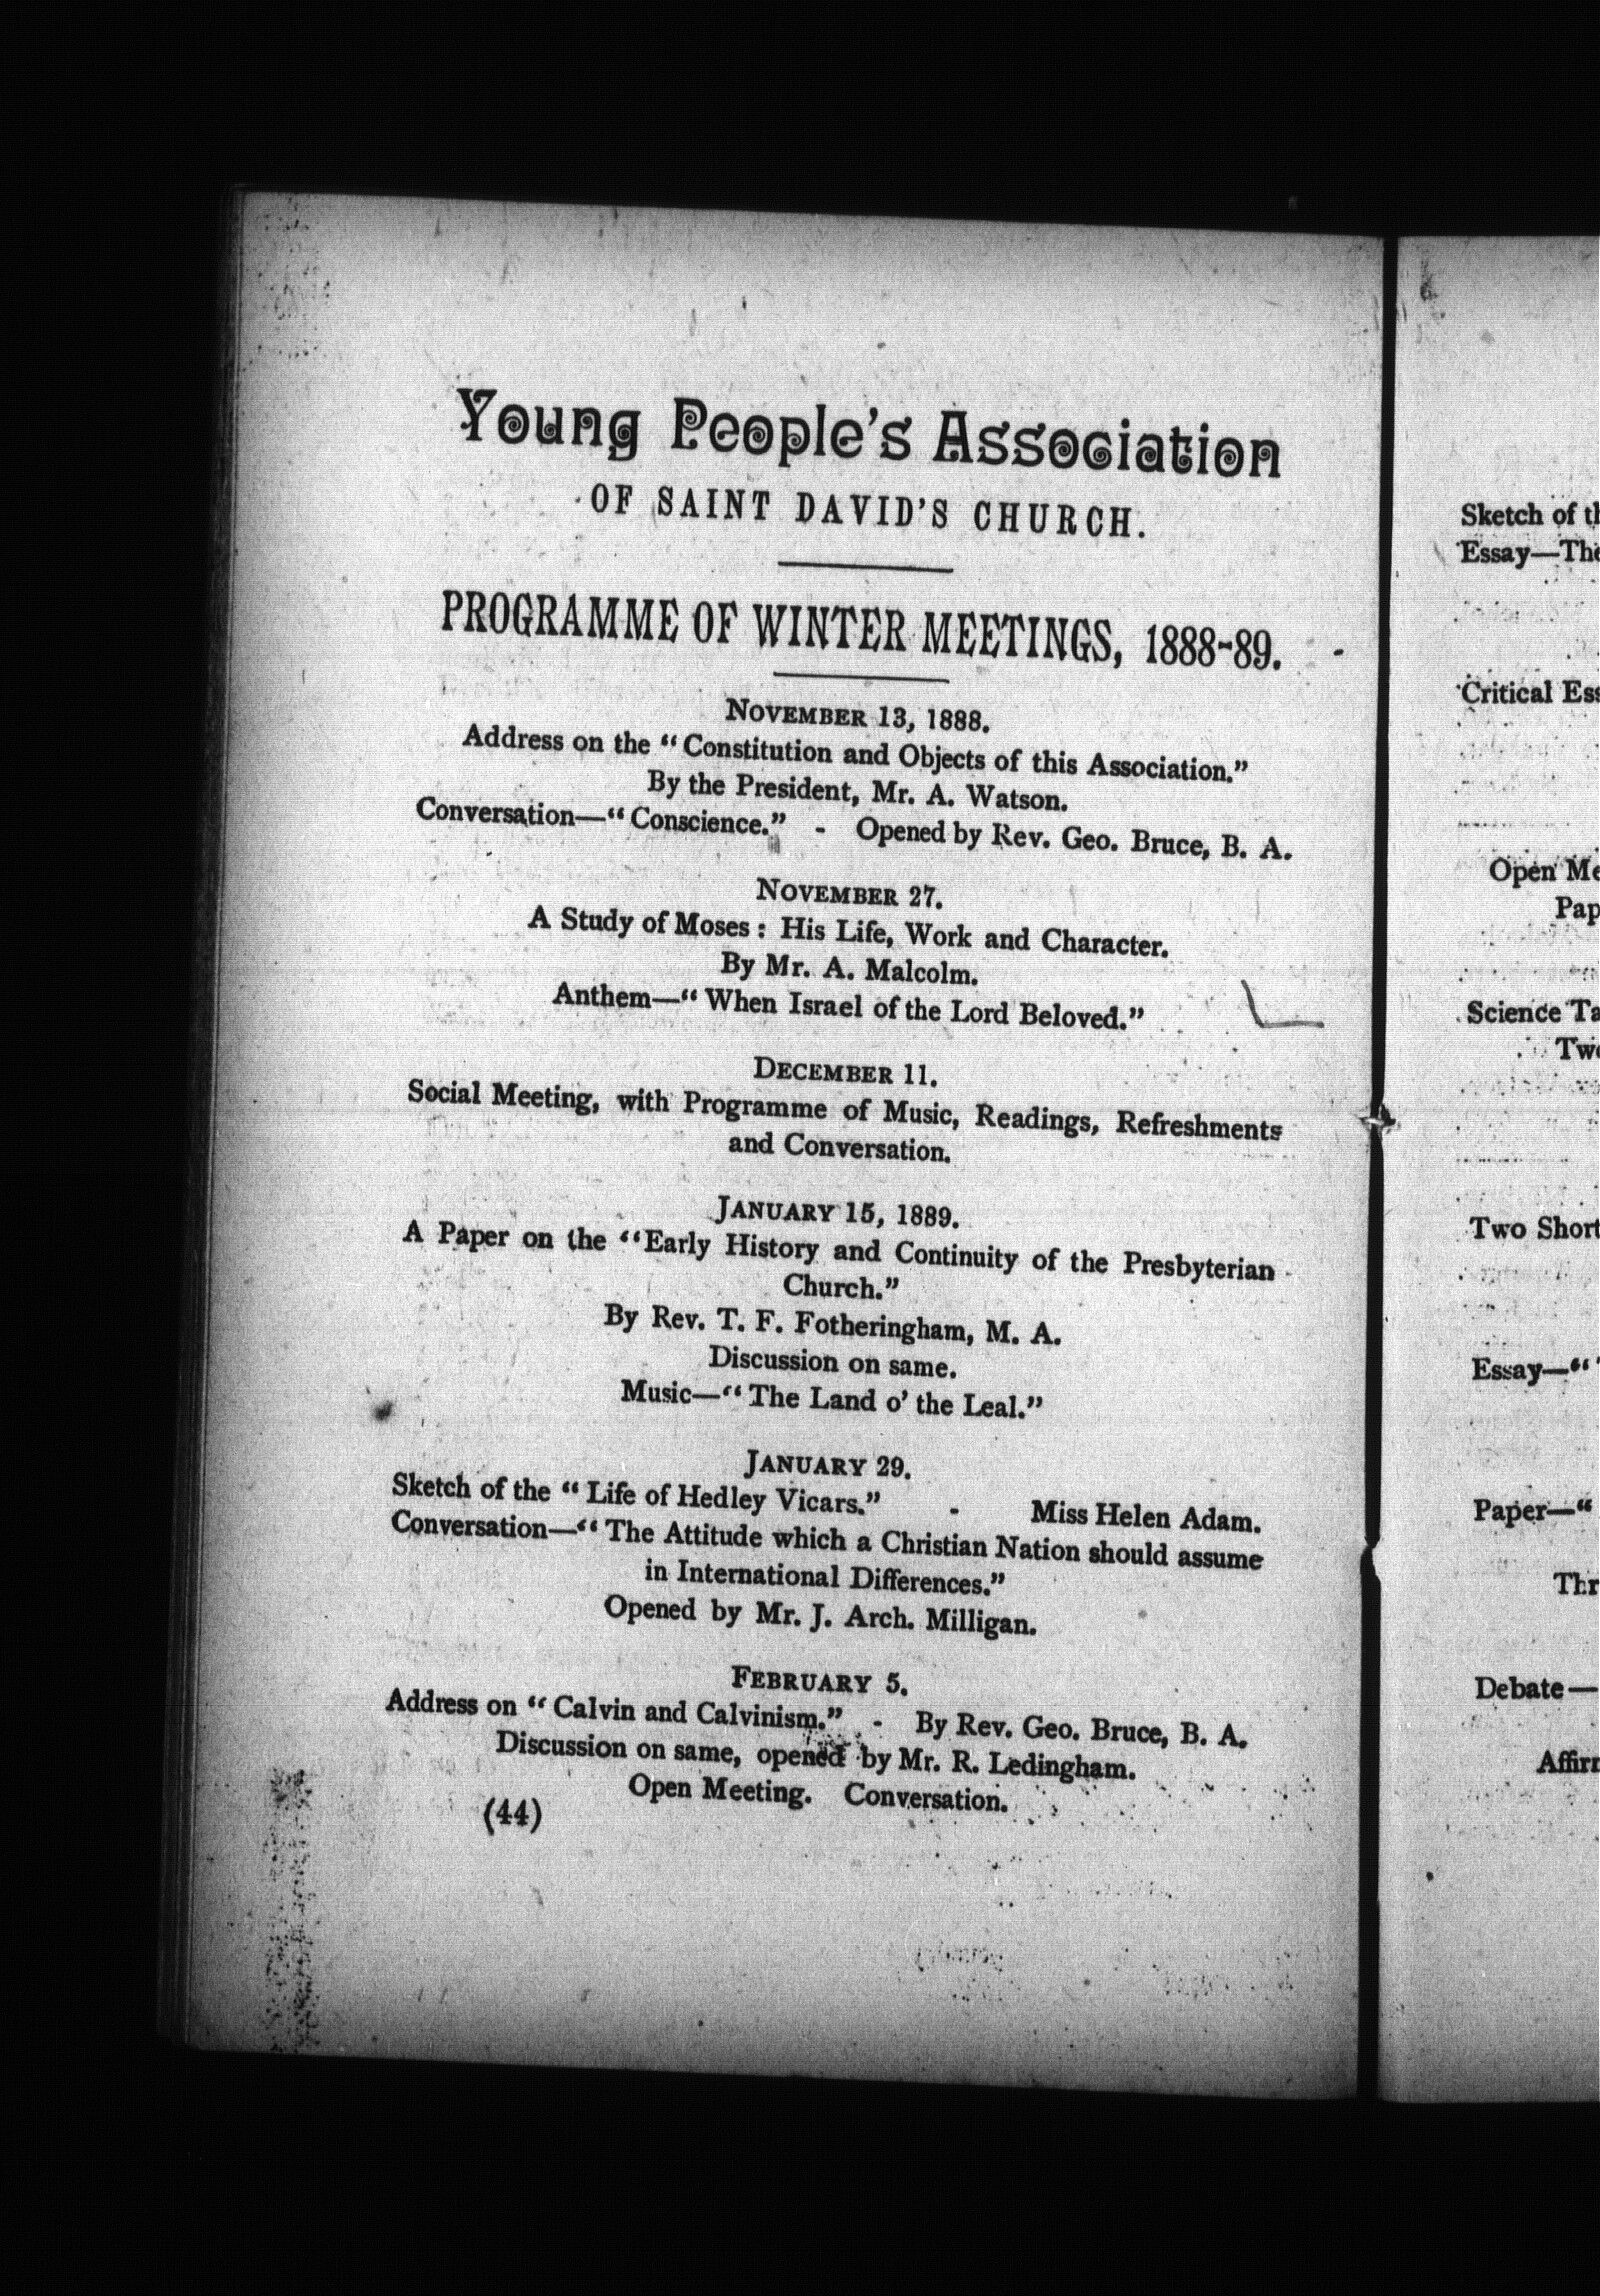 Young People's Association
OF SAINT DAVID'S CHURCH.
PROGRAMME OF WINTER MEETINGS, 1888-89.
NOVEMBER 13, 1888.
Address on the "Constitution and Objects of this Association."
By the President, Mr. A. Watson.
Conversation—"Conscience." - Opened by Rev. Geo. Bruce, B. A.
NOVEMBER 27.
A Study of Moses: His Life, Work and Character.
By Mr. A. Malcolm.
Anthem—"When Israel of the Lord Beloved."
DECEMBER 11.
Social Meeting, with Programme of Music, Readings, Refreshments
and Conversation.
JANUARY 15, 1889.
A Paper on the "Early History and Continuity of the Presbyterian
Church."
By Rev. T. F. Fotheringham, M. A.
Discussion on same.
Music—"The Land o' the Leal."
JANUARY 29.
Sketch of the "Life of Hedley Vicars." - Miss Helen Adam.
Conversation—"The Attitude which a Christian Nation should assume
in International Differences."
Opened by Mr. J. Arch. Milligan.
FEBRUARY 5.
Address on "Calvin and Calvinism." - By Rev. Geo. Bruce, B. A.
Discussion on same, opened by Mr. R. Ledingham.
Open Meeting. Conversation.
(44)
Sketch of
Essay—The
Critical
Open
Science
Two Short
Essay—"
Paper—"
Debate—